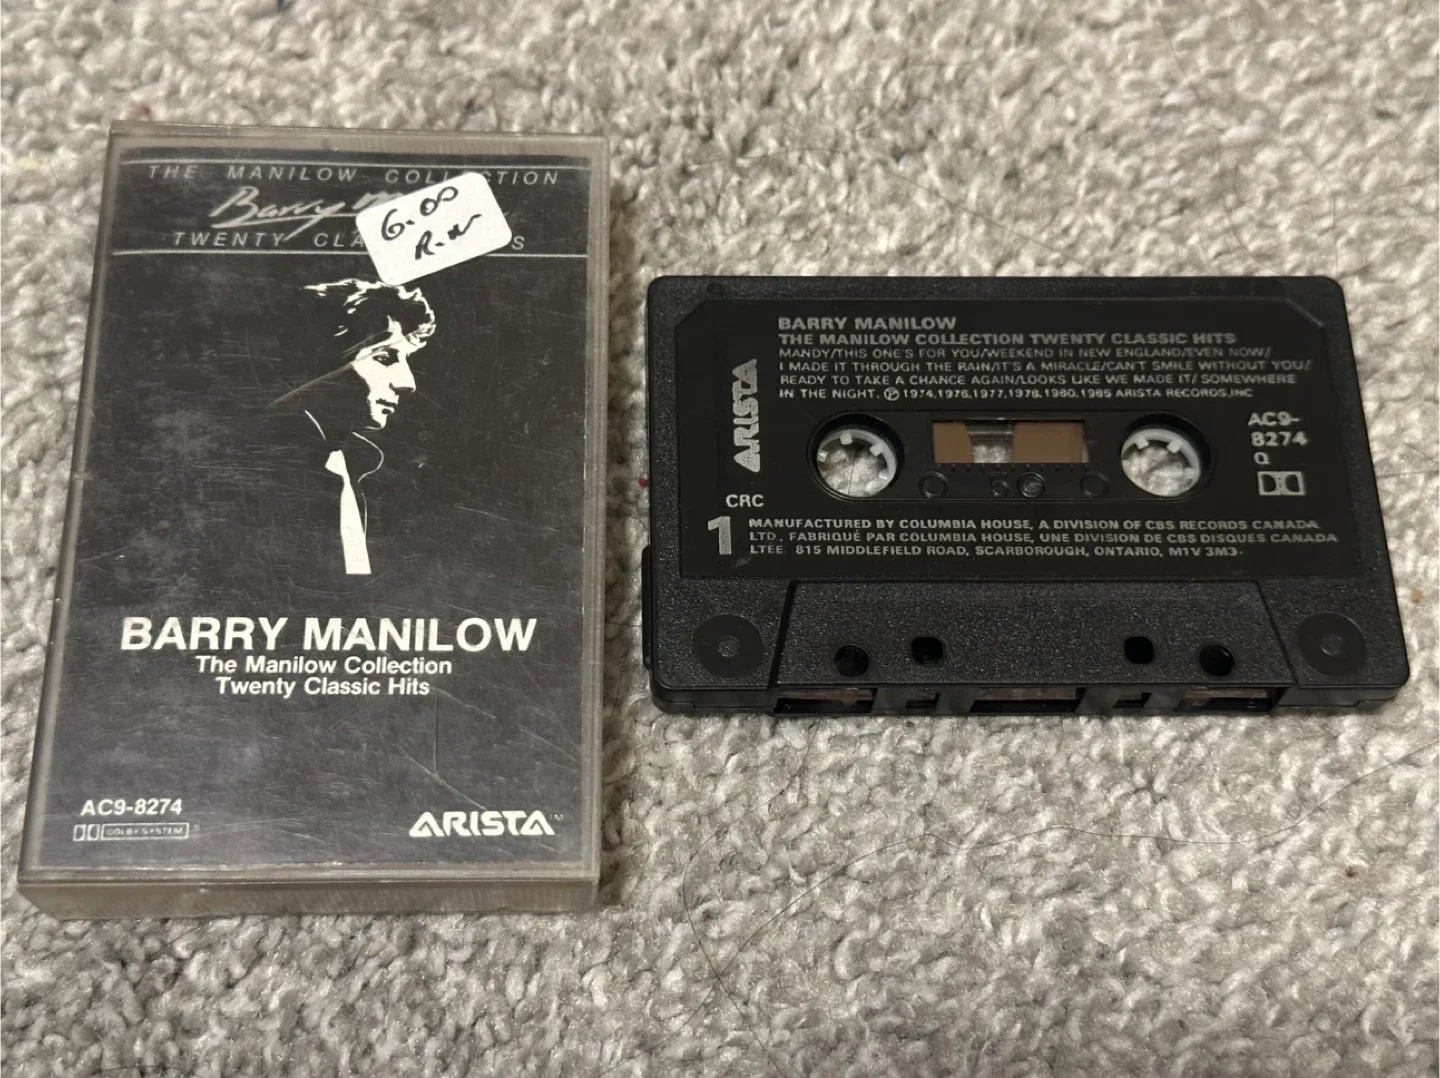 THE MANILOW COLLECTION
Barry
6.00
TWENTY CLA S
BARRY MANILOW
The Manilow Collection
Twenty Classic Hits
AC9-8274
DOLBY SYSTEM
ARISTA™
BARRY MANILOW
THE MANILOW COLLECTION TWENTY CLASSIC HITS
MANDY/THIS ONE'S FOR YOU/WEEKEND IN NEW ENGLAND/EVEN NOW/
I MADE IT THROUGH THE RAIN/IT'S A MIRACLE/CAN'T SMILE WITHOUT YOU/
READY TO TAKE A CHANCE AGAIN/LOOKS LIKE WE MADE IT/ SOMEWHERE
IN THE NIGHT. ℗ 1974,1976,1977,1978,1980,1985 ARISTA RECORDS,INC
ARISTA
AC9-
8274
Q
CRC
1
MANUFACTURED BY COLUMBIA HOUSE, A DIVISION OF CBS RECORDS CANADA
LTD., FABRIQUÉ PAR COLUMBIA HOUSE, UNE DIVISION DE CBS DISQUES CANADA
LTEE. 815 MIDDLEFIELD ROAD, SCARBOROUGH, ONTARIO, M1V 3M3.